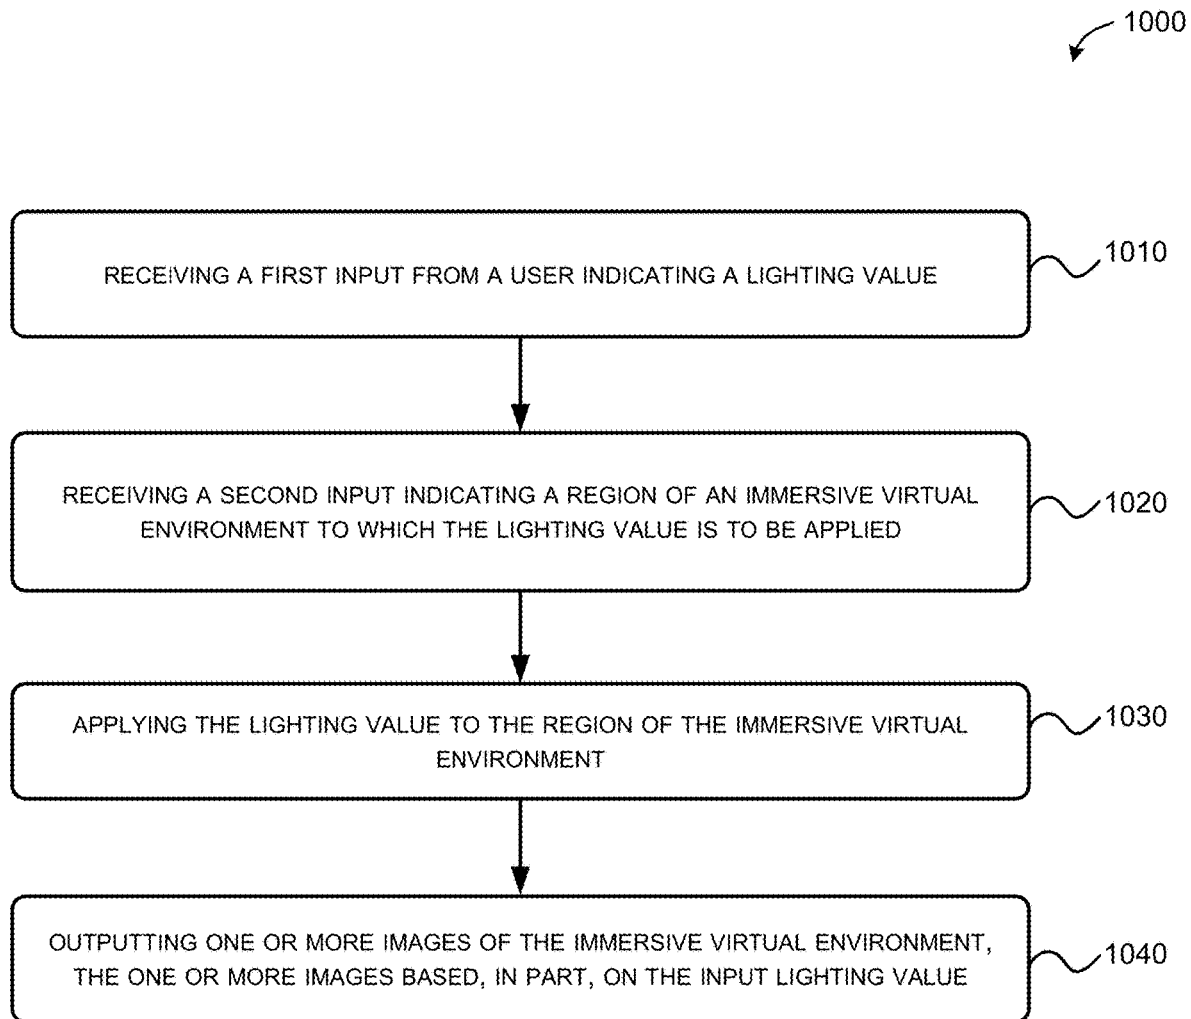 1000
RECEIVING A FIRST INPUT FROM A USER INDICATING A LIGHTING VALUE
1010
RECEIVING A SECOND INPUT INDICATING A REGION OF AN IMMERSIVE VIRTUAL
ENVIRONMENT TO WHICH THE LIGHTING VALUE IS TO BE APPLIED
1020
APPLYING THE LIGHTING VALUE TO THE REGION OF THE IMMERSIVE VIRTUAL
ENVIRONMENT
1030
OUTPUTTING ONE OR MORE IMAGES OF THE IMMERSIVE VIRTUAL ENVIRONMENT,
THE ONE OR MORE IMAGES BASED, IN PART, ON THE INPUT LIGHTING VALUE
1040